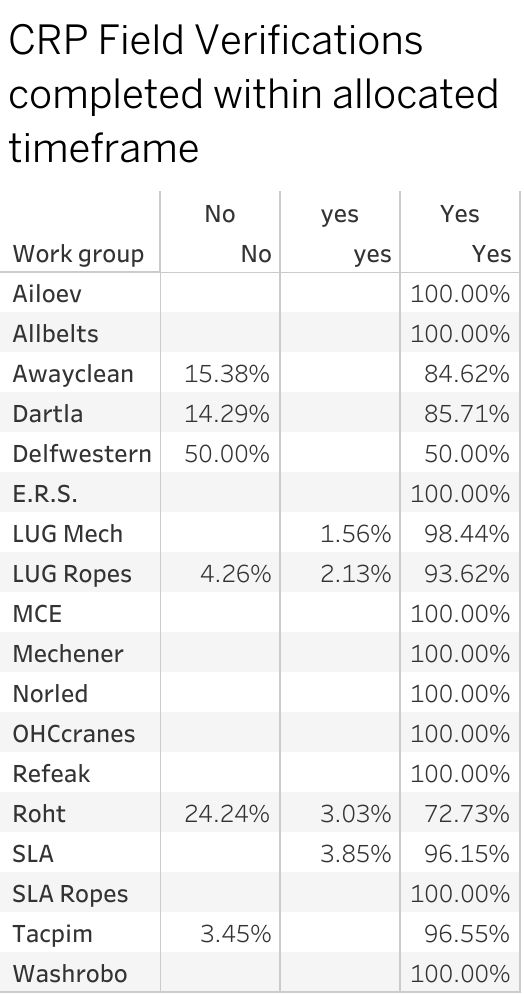 CRP Field Verifications
completed within allocated
timeframe
No yes Yes
Work group No yes Yes
Ailoev 100.00%
Allbelts 100.00%
Awayclean 15.38% 84.62%
Dartla 14.29% 85.71%
Delfwestern 50.00% 50.00%
E.R.S. 100.00%
LUG Mech 1.56% 98.44%
LUG Ropes 4.26% 2.13% 93.62%
MCE 100.00%
Mechener 100.00%
Norled 100.00%
OHCcranes 100.00%
Refeak 100.00%
Roht 24.24% 3.03% 72.73%
SLA 3.85% 96.15%
SLA Ropes 100.00%
Tacpim 3.45% 96.55%
Washrobo 100.00%